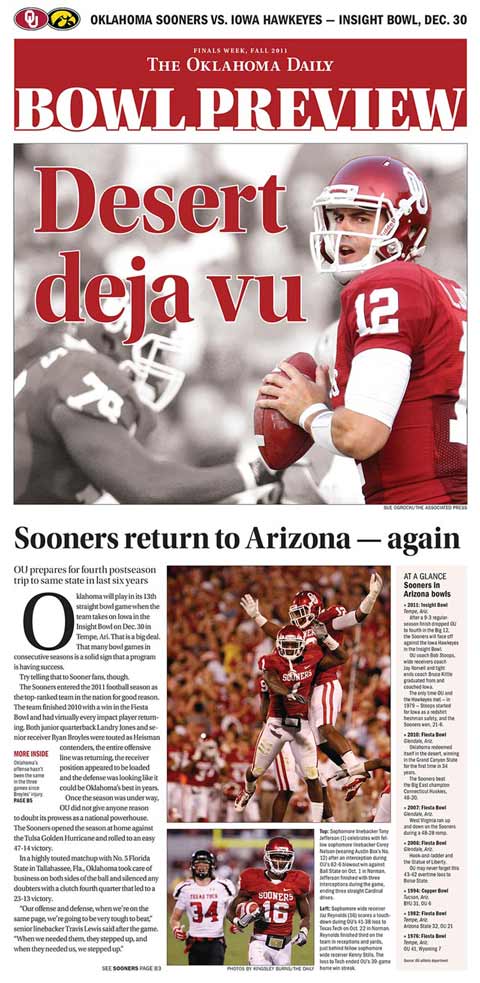 OKLAHOMA SOONERS VS. IOWA HAWKEYES — INSIGHT BOWL, DEC. 30
FINALS WEEK, FALL 2011
THE OKLAHOMA DAILY
BOWL PREVIEW
Desert
deja vu
12
79
SUE OGROCKI/THE ASSOCIATED PRESS
Sooners return to Arizona — again
OU prepares for fourth postseason
trip to same state in last six years
Oklahoma will play in its 13th
straight bowl game when the
team takes on Iowa in the
Insight Bowl on Dec. 30 in
Tempe, Ari. That is a big deal.
That many bowl games in
consecutive seasons is a solid sign that a program
is having success.
Try telling that to Sooner fans, though.
The Sooners entered the 2011 football season as
the top-ranked team in the nation for good reason.
The team finished 2010 with a win in the Fiesta
Bowl and had virtually every impact player return-
ing. Both junior quarterback Landry Jones and se-
nior receiver Ryan Broyles were touted as Heisman
contenders, the entire offensive
line was returning, the receiver
position appeared to be loaded
and the defense was looking like it
could be Oklahoma's best in years.
Once the season was under way,
OU did not give anyone reason
to doubt its prowess as a national powerhouse.
The Sooners opened the season at home against
the Tulsa Golden Hurricane and rolled to an easy
47-14 victory.
In a highly touted matchup with No. 5 Florida
State in Tallahassee, Fla., Oklahoma took care of
business on both sides of the ball and silenced any
doubters with a clutch fourth quarter that led to a
23-13 victory.
"Our offense and defense, when we're on the
same page, we're going to be very tough to beat,"
senior linebacker Travis Lewis said after the game.
"When we needed them, they stepped up, and
when they needed us, we stepped up."
SEE SOONERS PAGE B3
MORE INSIDE
Oklahoma's
offense hasn't
been the same
in the three
games since
Broyles' injury.
PAGE B5
SOONERS
TEXAS TECH
34
SOONERS
16
PHOTOS BY KINGSLEY BURNS/THE DAILY
Top: Sophomore linebacker Tony
Jefferson (1) celebrates with fel-
low sophomore linebacker Corey
Nelson (wearing Austin Box's No.
12) after an interception during
OU's 62-6 blowout win against
Ball State on Oct. 1 in Norman.
Jefferson finished with three
interceptions during the game,
ending three straight Cardinal
drives.
Left: Sophomore wide receiver
Jaz Reynolds (16) scores a touch-
down during OU's 41-38 loss to
Texas Tech on Oct. 22 in Norman.
Reynolds finished third on the
team in receptions and yards,
just behind fellow sophomore
wide receiver Kenny Stills. The
loss to Tech ended OU's 39-game
home win streak.
AT A GLANCE
Sooners in
Arizona bowls
» 2011: Insight Bowl
Tempe, Ariz.
After a 9-3 regular-
season finish dropped OU
to fourth in the Big 12,
the Sooners will face off
against the Iowa Hawkeyes
in the Insight Bowl.
OU coach Bob Stoops,
wide receivers coach
Jay Norvell and tight
ends coach Bruce Kittle
graduated from and
coached Iowa.
The only time OU and
the Hawkeyes met — in
1979 — Stoops started
for Iowa as a redshirt
freshman safety, and the
Sooners won, 21-6.
» 2010: Fiesta Bowl
Glendale, Ariz.
Oklahoma redeemed
itself in the desert, winning
in the Grand Canyon State
for the first time in 34
years.
The Sooners beat
the Big East champion
Connecticut Huskies,
48-20.
» 2007: Fiesta Bowl
Glendale, Ariz.
West Virginia ran up
and down on the Sooners
during a 48-28 romp.
» 2006: Fiesta Bowl
Glendale, Ariz.
Hook-and-ladder and
the Statue of Liberty.
OU may never forget this
43-42 overtime loss to
Boise State.
» 1994: Copper Bowl
Tucson, Ariz.
BYU 31, OU 6
» 1982: Fiesta Bowl
Tempe, Ariz.
Arizona State 32, OU 21
» 1976: Fiesta Bowl
Tempe, Ariz.
OU 41, Wyoming 7
Source: OU athletic department